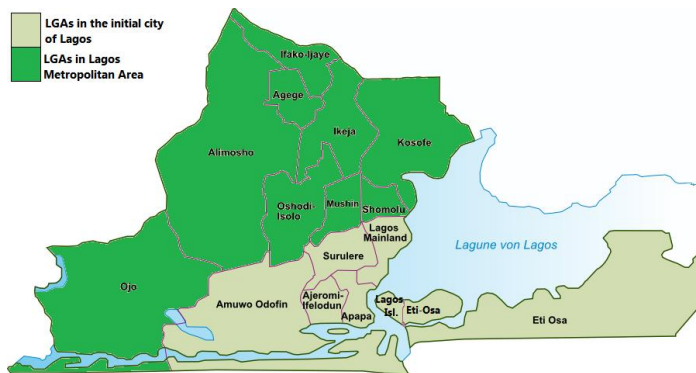 LGAs in the initial city
of Lagos
LGAs in Lagos
Metropolitan Area
Ifako-Ijaye
Agege
Ikeja
Kosofe
Alimosho
Oshodi-
Isolo
Mushin
Shomolu
Lagos
Mainland
Surulere
Lagune von Lagos
Ojo
Amuwo Odofin
Ajeromi-
Ifelodun
Apapa
Lagos
Isl.
Eti-Osa
Eti Osa